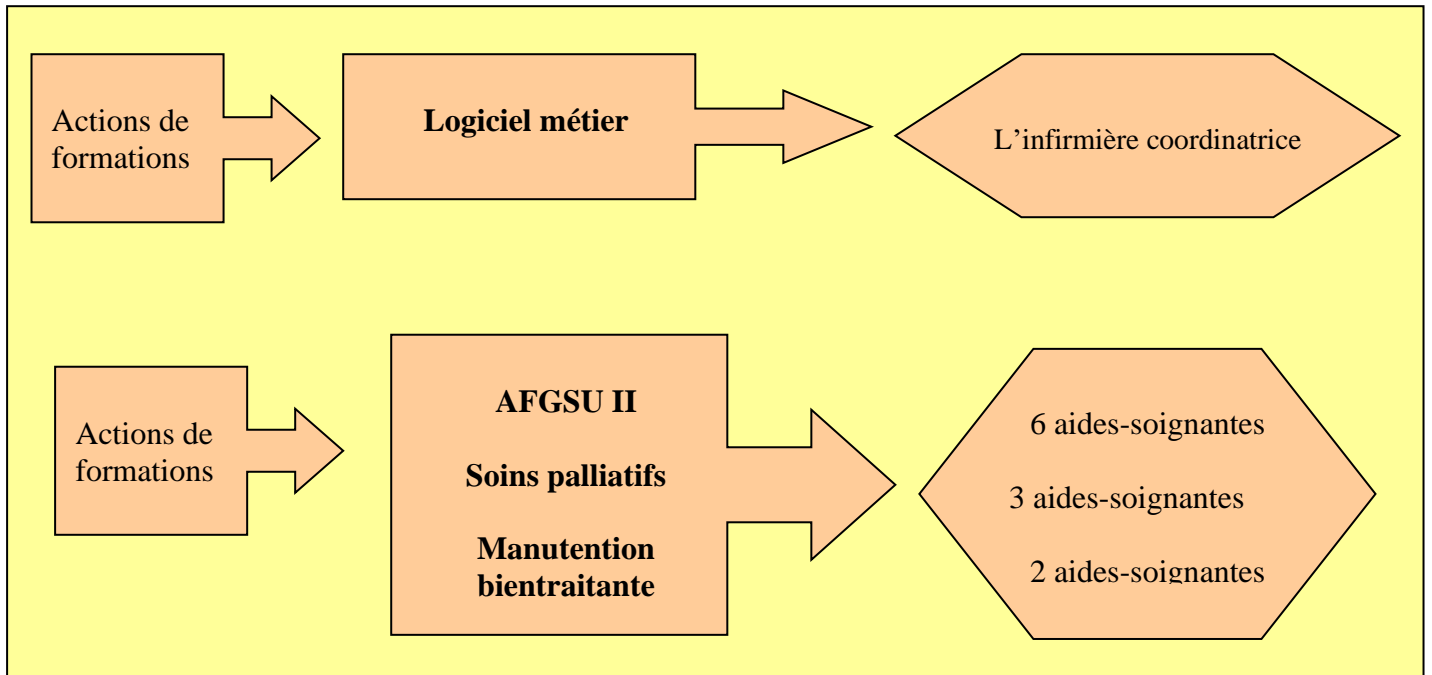 Actions de
formations
Logiciel métier
L’infirmière coordinatrice
Actions de
formations
AFGSU II
Soins palliatifs
Manutention
bientraitante
6 aides-soignantes
3 aides-soignantes
2 aides-soignantes